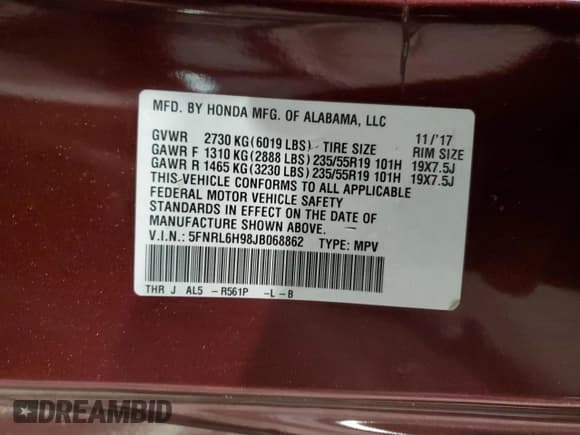 MFD. BY HONDA MFG. OF ALABAMA, LLC
GVWR 2730 KG(6019 LBS) TIRE SIZE 11/'17 RIM SIZE
GAWR F 1310 KG(2888 LBS) 235/55R19 101H 19X7.5J
GAWR R 1465 KG(3230 LBS) 235/55R19 101H 19X7.5J
THIS VEHICLE CONFORMS TO ALL APPLICABLE
FEDERAL MOTOR VEHICLE SAFETY
STANDARDS IN EFFECT ON THE DATE OF
MANUFACTURE SHOWN ABOVE.
V.I.N.: 5FNRL6H98JB068862 TYPE: MPV
THR J AL5 -R561P -L-B
DREAMBID